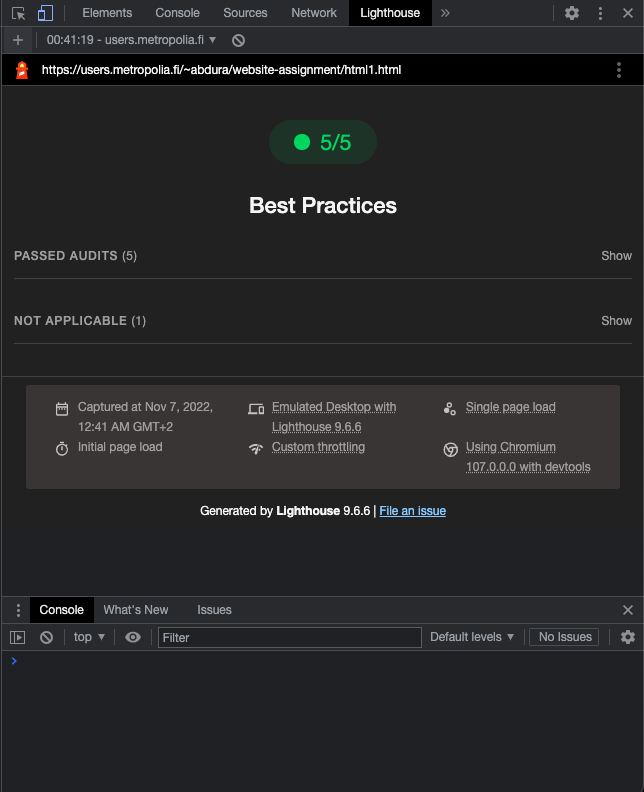 Elements Console Sources Network Lighthouse »
00:41:19 - users.metropolia.fi ▼
https://users.metropolia.fi/~abdura/website-assignment/html1.html
5/5
Best Practices
PASSED AUDITS (5) Show
NOT APPLICABLE (1) Show
Captured at Nov 7, 2022, 12:41 AM GMT+2
Emulated Desktop with Lighthouse 9.6.6
Single page load
Initial page load
Custom throttling
Using Chromium 107.0.0.0 with devtools
Generated by Lighthouse 9.6.6 | File an issue
Console What's New Issues
top ▼ Filter Default levels ▼ No Issues